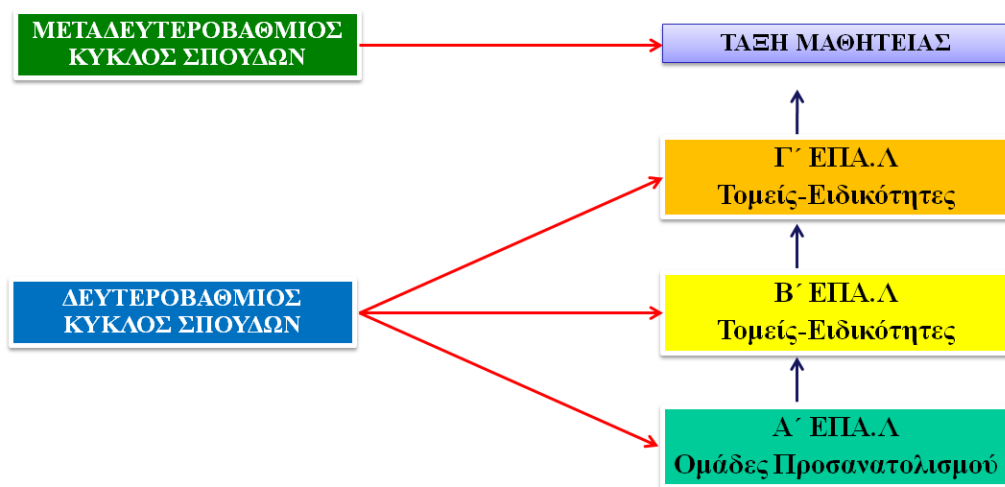 ΜΕΤΑΔΕΥΤΕΡΟΒΑΘΜΙΟΣ
ΚΥΚΛΟΣ ΣΠΟΥΔΩΝ
ΤΑΞΗ ΜΑΘΗΤΕΙΑΣ
Γ΄ ΕΠΑ.Λ
Τομείς-Ειδικότητες
ΔΕΥΤΕΡΟΒΑΘΜΙΟΣ
ΚΥΚΛΟΣ ΣΠΟΥΔΩΝ
Β΄ ΕΠΑ.Λ
Τομείς-Ειδικότητες
Α΄ ΕΠΑ.Λ
Ομάδες Προσανατολισμού